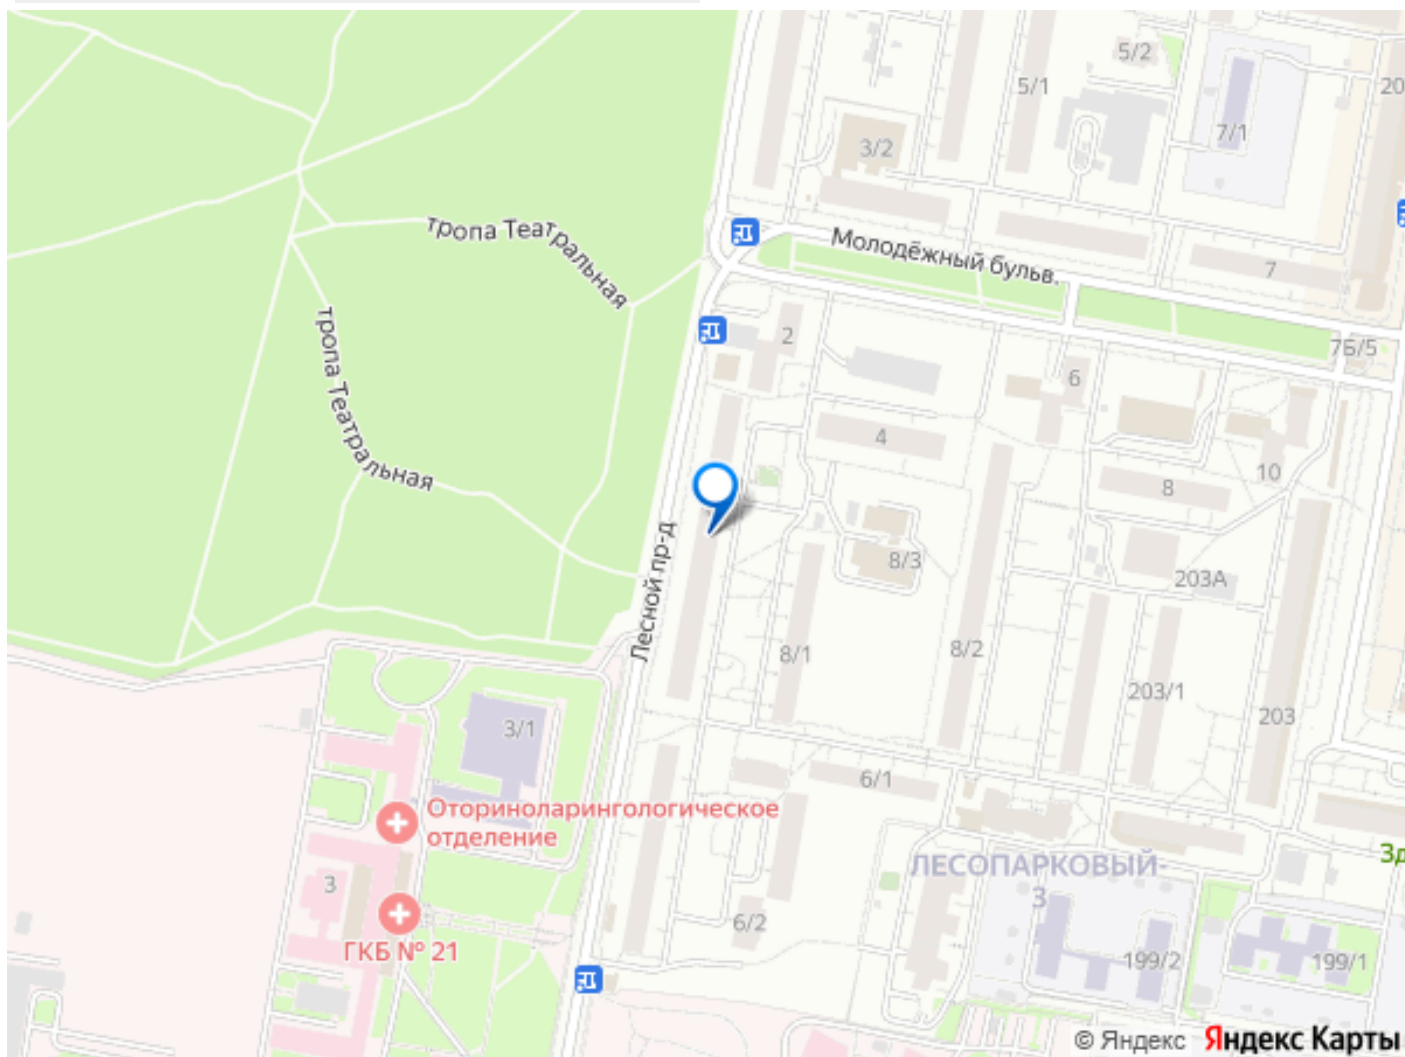 5/2
5/1
20
7/1
3/2
тропа Театральная
Молодёжный бульв.
7
2
7Б/5
6
тропа Театральная
4
10
8
Лесной пр-д
8/3
203А
8/1
8/2
203/1
203
3/1
6/1
Оториноларингологическое
отделение
Зд
ЛЕСОПАРКОВЫЙ-
3
3
6/2
ГКБ № 21
199/2
199/1
© Яндекс Яндекс Карты